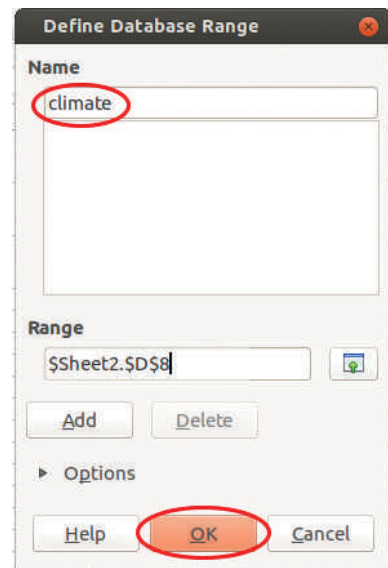 Define Database Range
Name
climate
Range
$Sheet2.$D$8
Add Delete
Options
Help OK Cancel